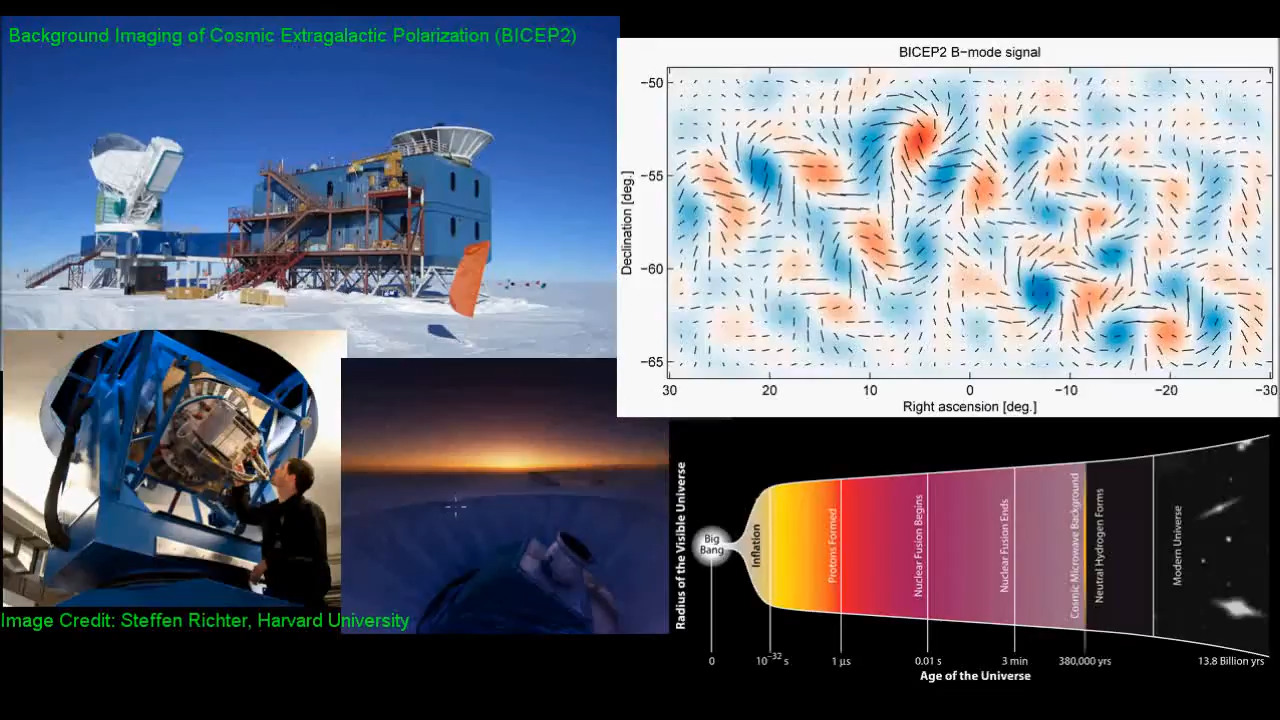 Background Imaging of Cosmic Extragalactic Polarization (BICEP2)
BICEP2 B-mode signal
−50
−55
−60
−65
Declination [deg.]
30 20 10 0 −10 −20 −30
Right ascension [deg.]
Image Credit: Steffen Richter, Harvard University
Radius of the Visible Universe
Big
Bang
Inflation
Protons Formed
Nuclear Fusion Begins
Nuclear Fusion Ends
Cosmic Microwave Background
Neutral Hydrogen Forms
Modern Universe
0 10−32 s 1 µs 0.01 s 3 min 380,000 yrs 13.8 Billion yrs
Age of the Universe